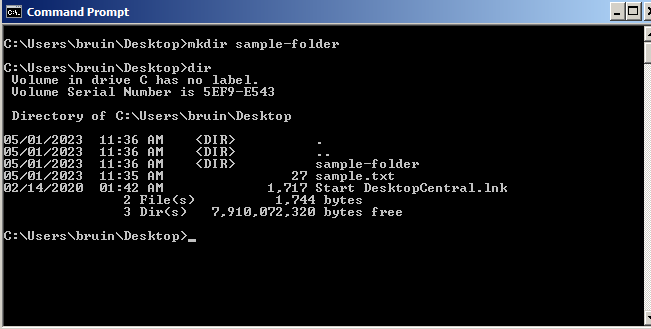 Command Prompt
C:\Users\bruin\Desktop>mkdir sample-folder
C:\Users\bruin\Desktop>dir
 Volume in drive C has no label.
 Volume Serial Number is 5EF9-E543
 Directory of C:\Users\bruin\Desktop
05/01/2023  11:36 AM    <DIR>          .
05/01/2023  11:36 AM    <DIR>          ..
05/01/2023  11:36 AM    <DIR>          sample-folder
05/01/2023  11:35 AM                27 sample.txt
02/14/2020  01:42 AM             1,717 Start DesktopCentral.lnk
               2 File(s)          1,744 bytes
               3 Dir(s)   7,910,072,320 bytes free
C:\Users\bruin\Desktop>_